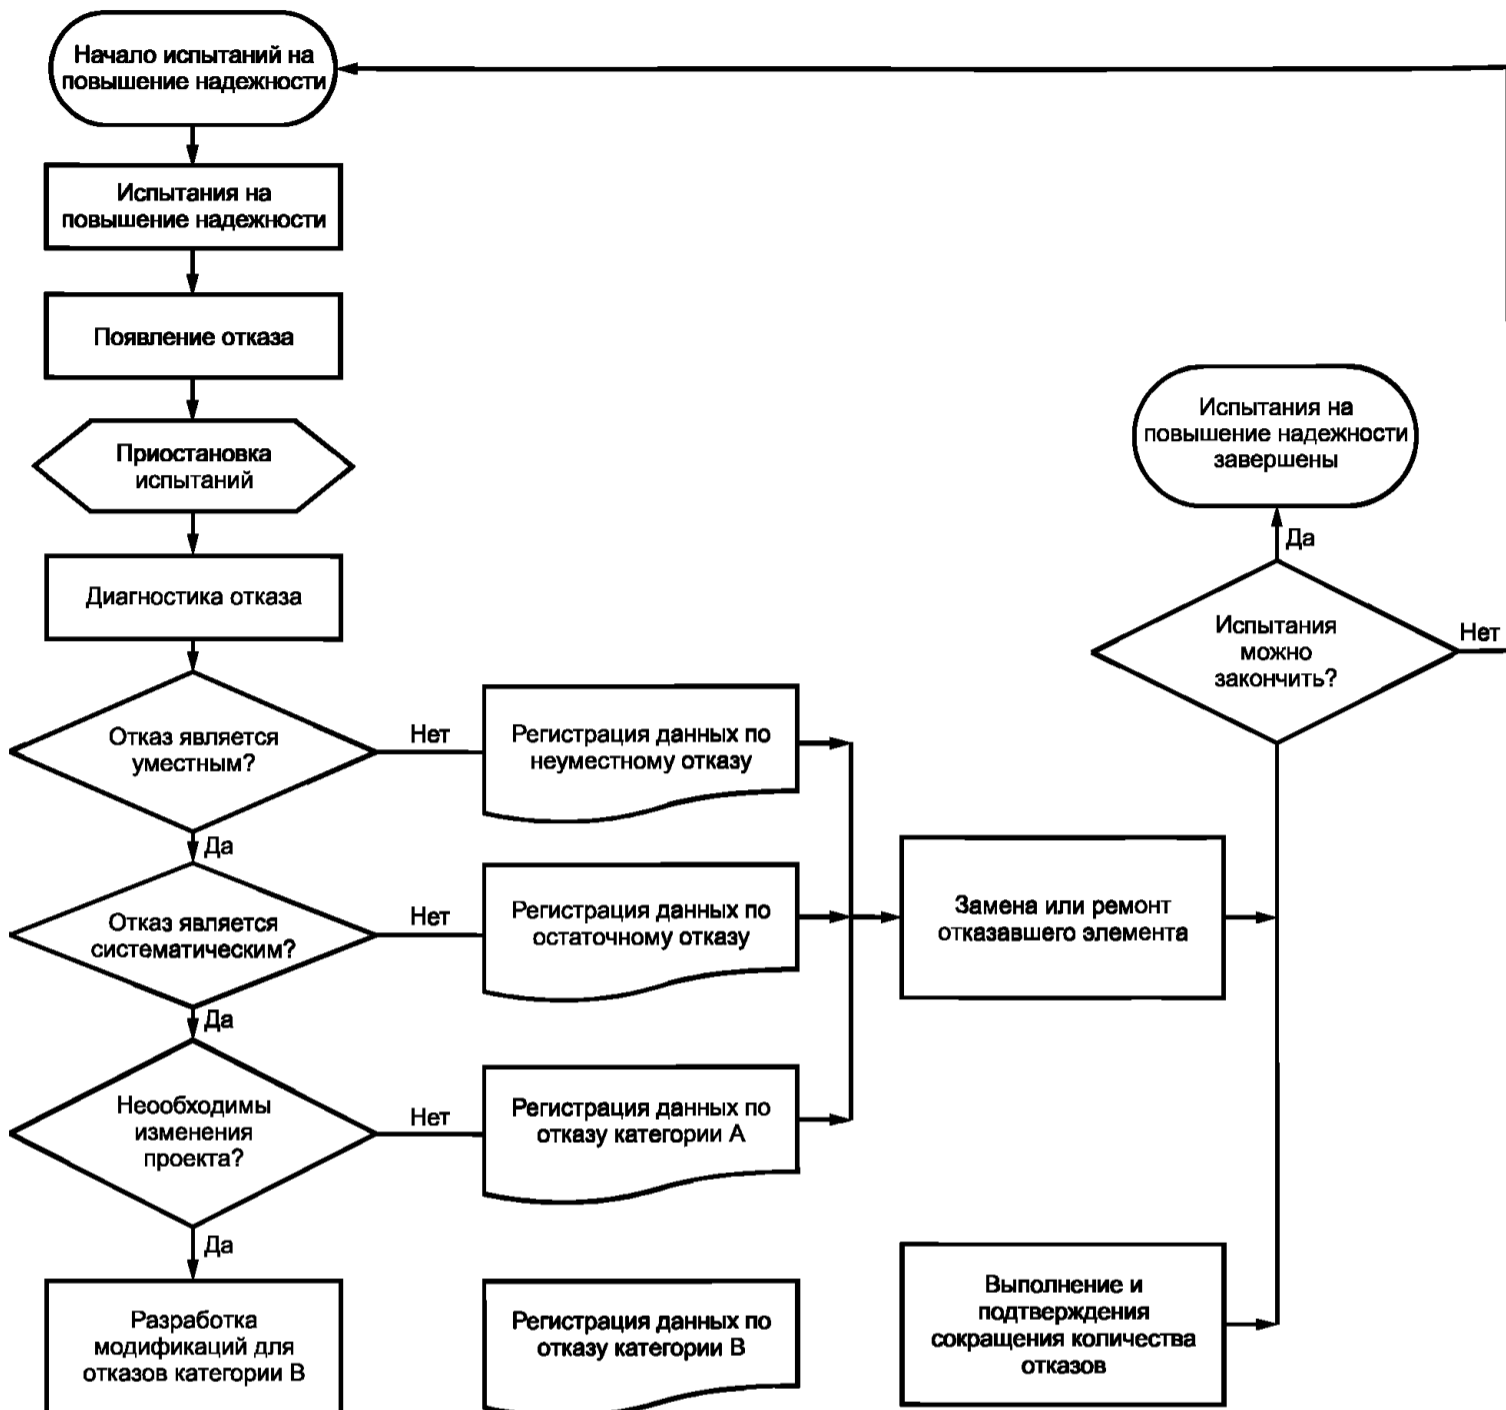 Начало испытаний на
повышение надежности
Испытания на
повышение надежности
Появление отказа
Приостановка
испытаний
Диагностика отказа
Отказ является
уместным?
Нет
Регистрация данных по
неуместному отказу
Да
Отказ является
систематическим?
Нет
Регистрация данных по
остаточному отказу
Да
Неообходимы
изменения
проекта?
Нет
Регистрация данных по
отказу категории А
Да
Разработка
модификаций для
отказов категории В
Регистрация данных по
отказу категории В
Замена или ремонт
отказавшего элемента
Выполнение и
подтверждения
сокращения количества
отказов
Испытания
можно
закончить?
Нет
Да
Испытания на
повышение надежности
завершены